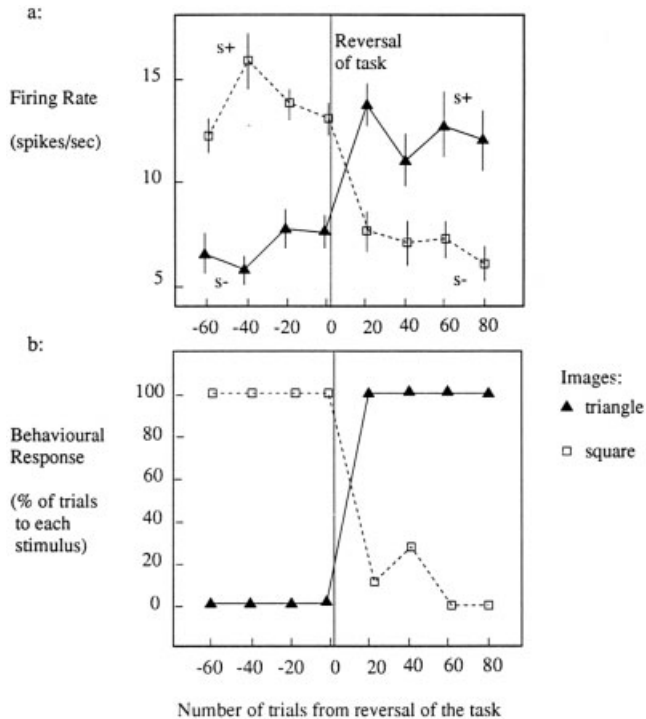 a:
s+
Reversal
of task
s+
Firing Rate
(spikes/sec)
15
10
5
s-
s-
-60 -40 -20 0 20 40 60 80
b:
Behavioural
Response
(% of trials
to each
stimulus)
100
80
60
40
20
0
Images:
triangle
square
-60 -40 -20 0 20 40 60 80
Number of trials from reversal of the task